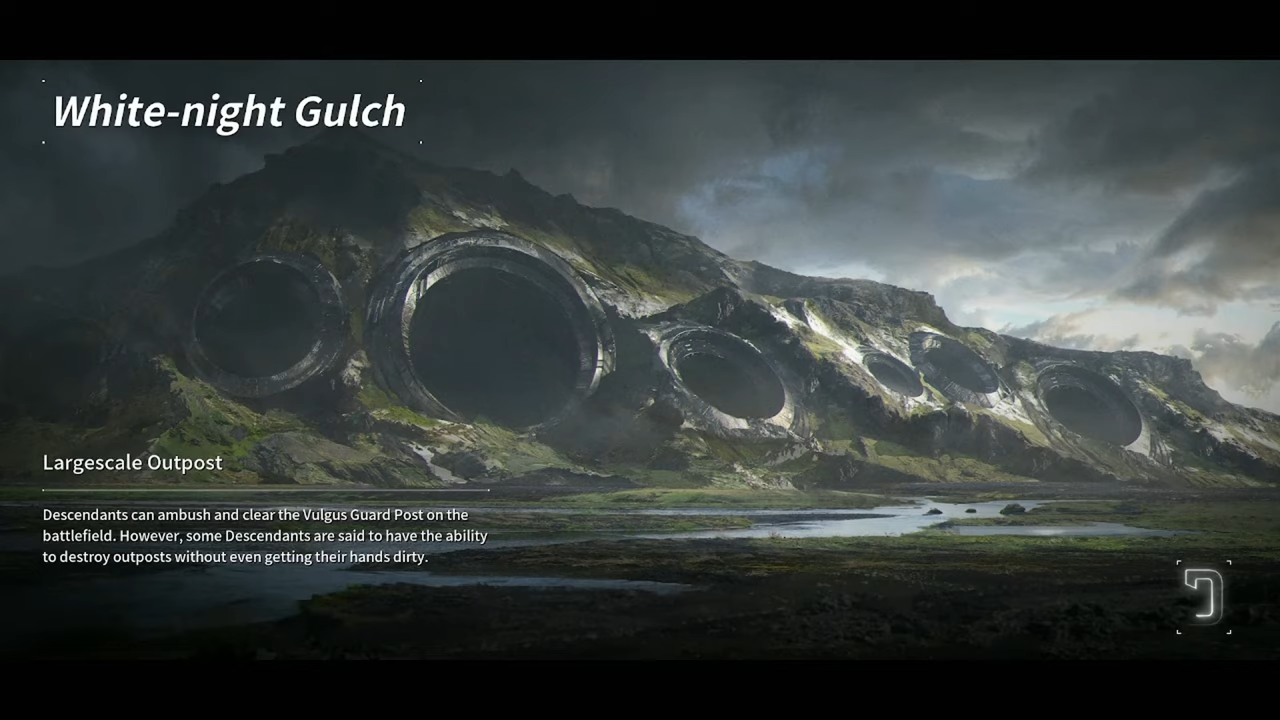 White-night Gulch
Largescale Outpost
Descendants can ambush and clear the Vulgus Guard Post on the
battlefield. However, some Descendants are said to have the ability
to destroy outposts without even getting their hands dirty.